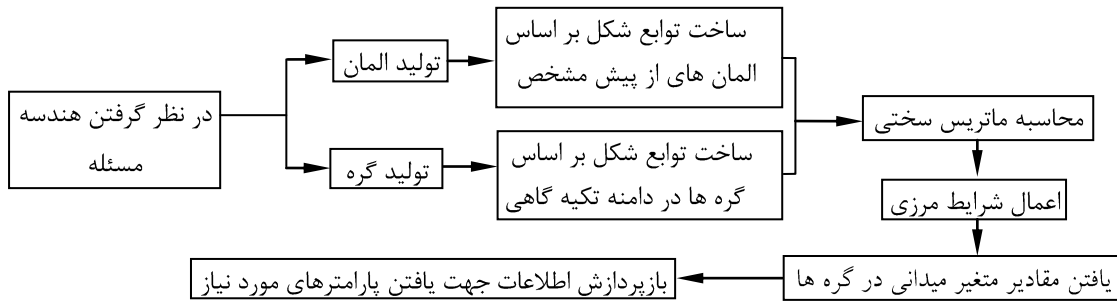 در نظر گرفتن هندسه
مسئله
تولید المان
ساخت توابع شکل بر اساس
المان های از پیش مشخص
تولید گره
ساخت توابع شکل بر اساس
گره ها در دامنه تکیه گاهی
محاسبه ماتریس سختی
اعمال شرایط مرزی
یافتن مقادیر متغیر میدانی در گره ها
بازپردازش اطلاعات جهت یافتن پارامترهای مورد نیاز